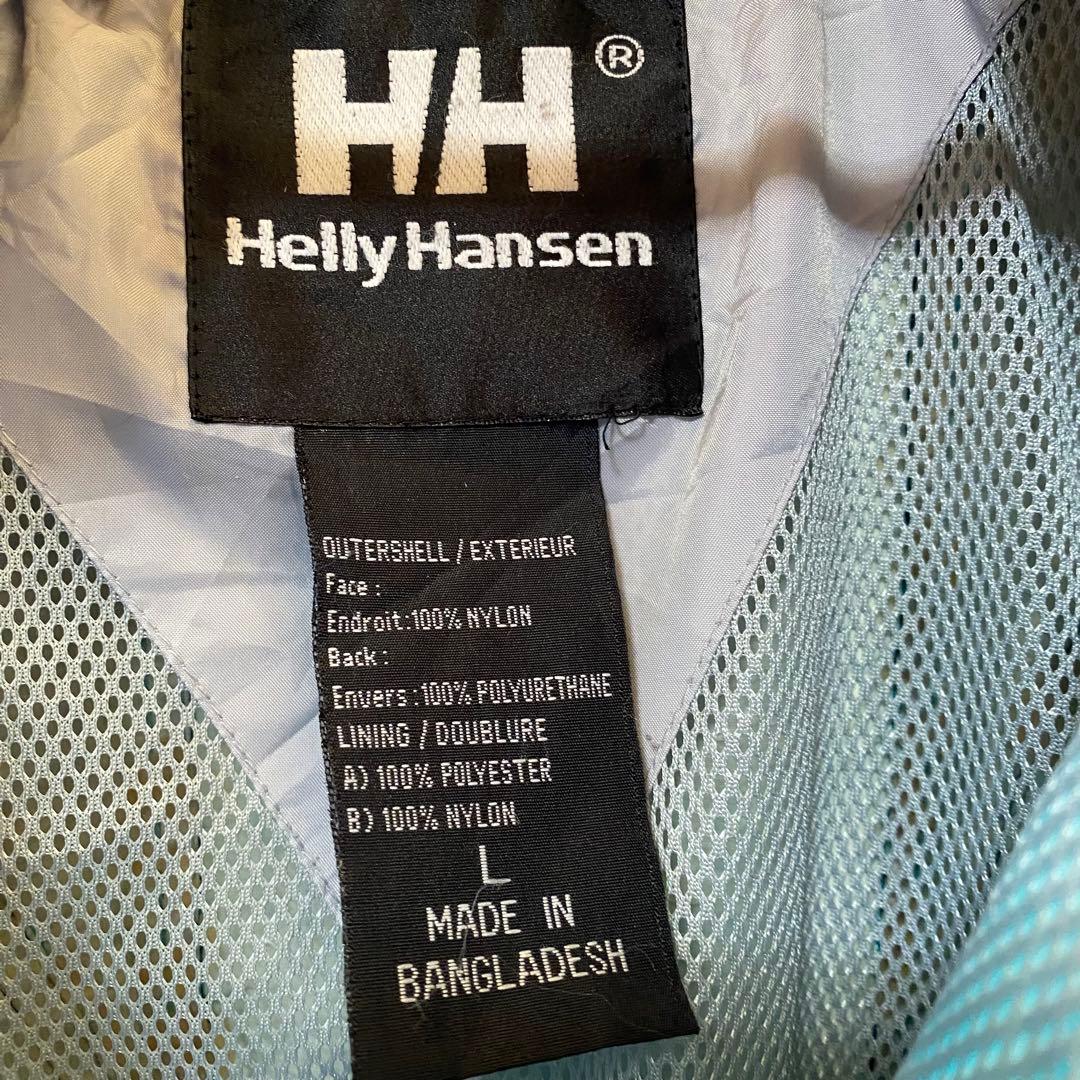 H/H ®
Helly Hansen
OUTERSHELL / EXTERIEUR
Face :
Endroit : 100% NYLON
Back :
Envers : 100% POLYURETHANE
LINING / DOUBLURE
A) 100% POLYESTER
B) 100% NYLON
L
MADE IN
BANGLADESH